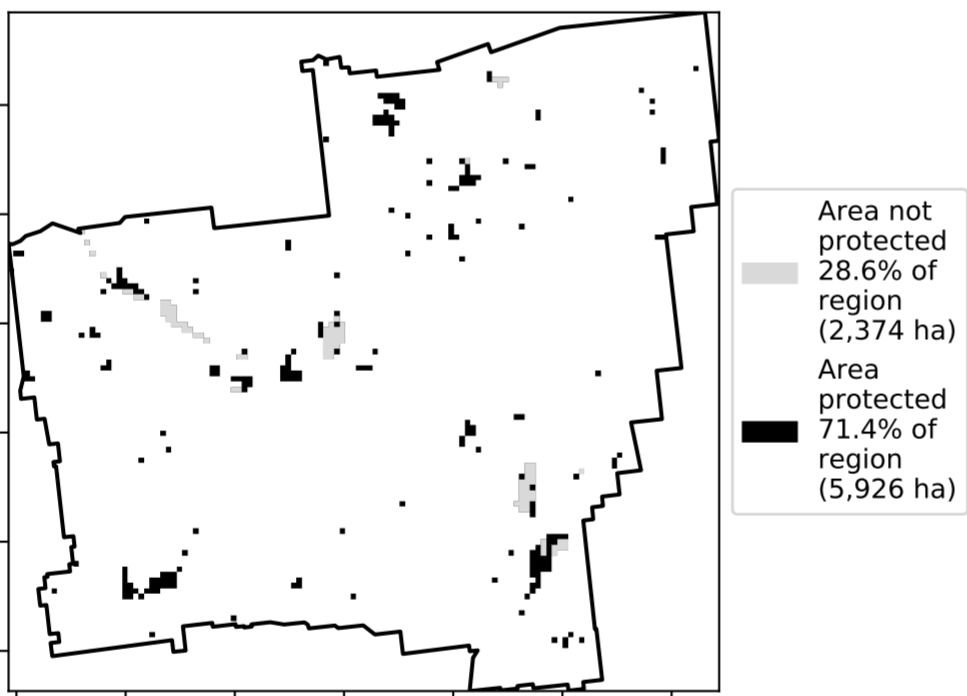 Area not
protected
28.6% of
region
(2,374 ha)
Area
protected
71.4% of
region
(5,926 ha)